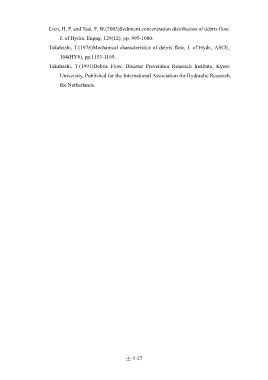 Lien, H. P. and Tsai, F. W.(2003)Sediment concentration distribution of debris flow.
J. of Hydra. Engng. 129(12), pp. 995-1000.
Takahashi, T.(1978)Mechanical characteristics of debris flow, J. of Hydr., ASCE,
104(HY8), pp.1153-1169.
Takahashi, T.(1991)Debris Flow, Disaster Prevention Research Institute, Kyoto
University, Published for the International Association for Hydraulic Research,
the Netherlands.
土-1-27